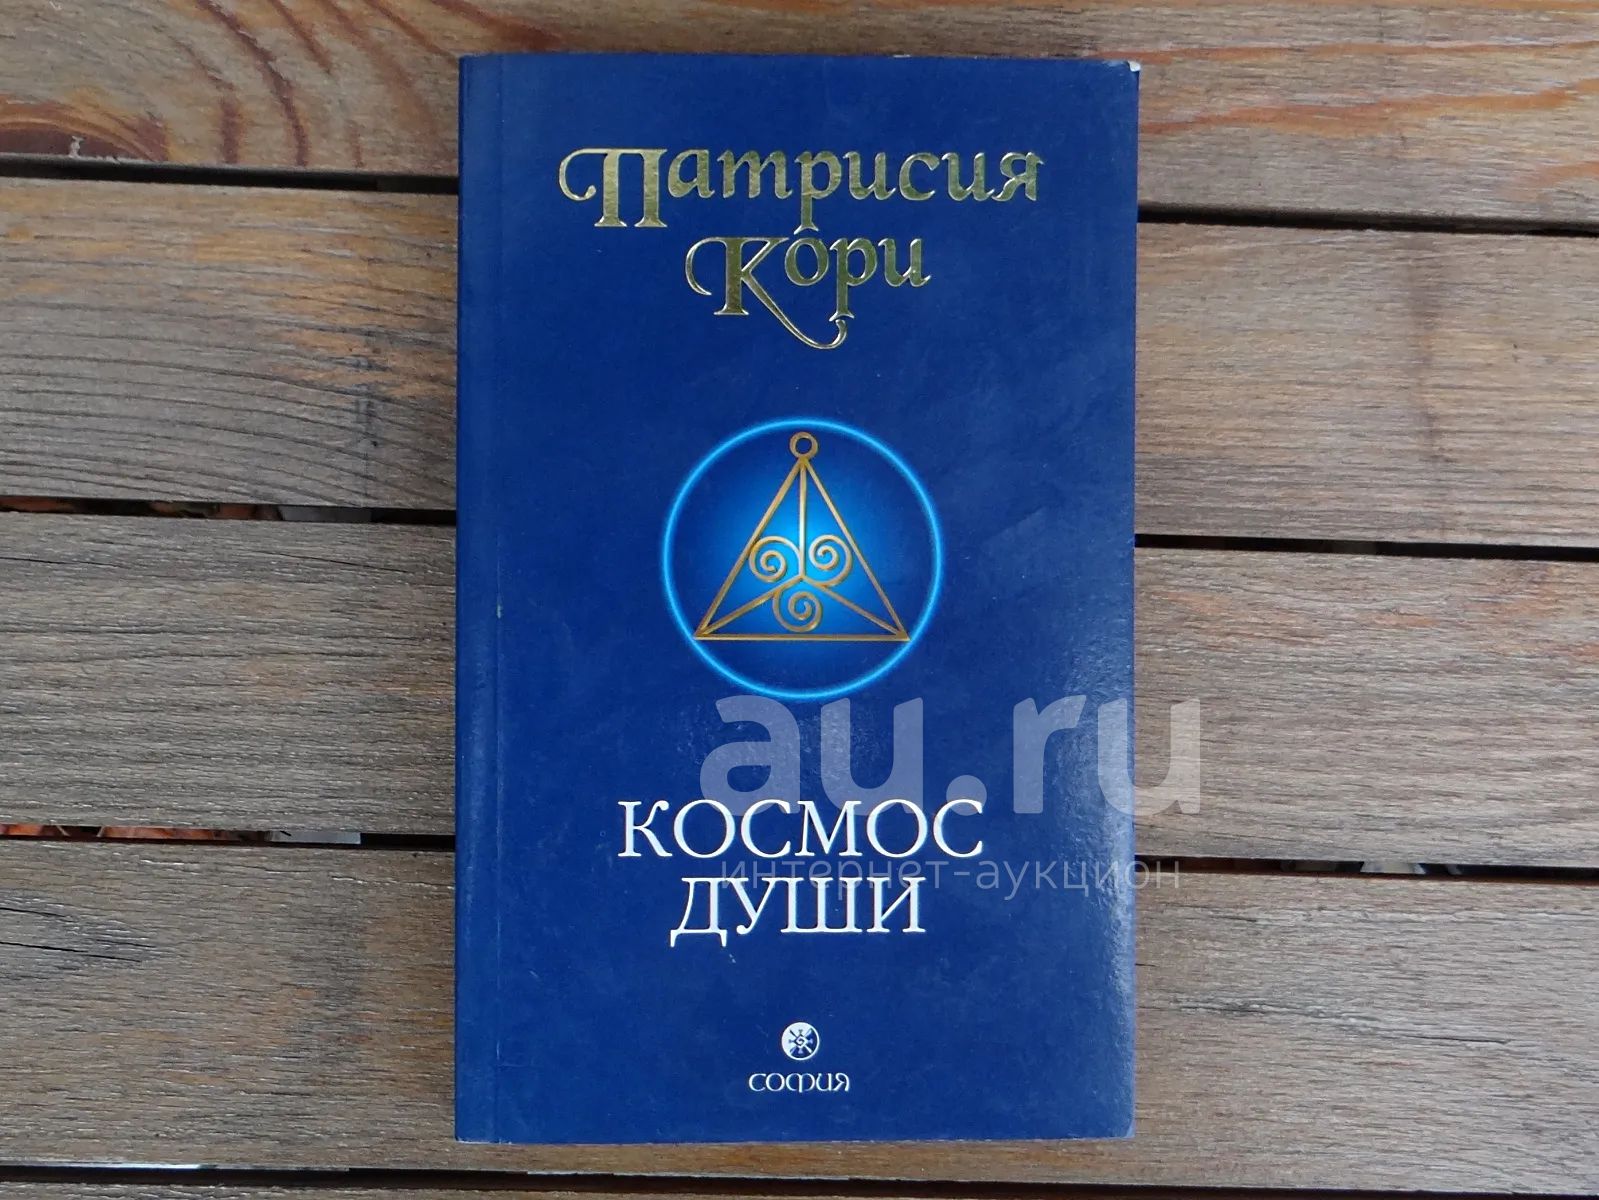 Патрисия
Кори
au.ru
КОСМОС
интернет-аукцион
ДУШИ
СОФИЯ